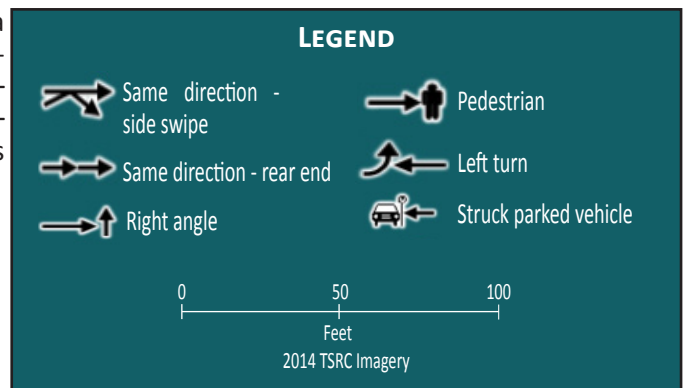 LEGEND
Same direction -
side swipe
Same direction - rear end
Right angle
Pedestrian
Left turn
Struck parked vehicle
0 50 100
Feet
2014 TSRC Imagery